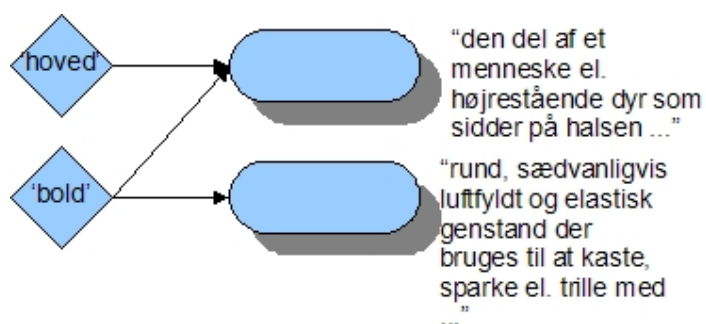 'hoved'
"den del af et
menneske el.
højrestående dyr som
sidder på halsen ..."
'bold'
"rund, sædvanligvis
luftfyldt og elastisk
genstand der
bruges til at kaste,
sparke el. trille med
..."